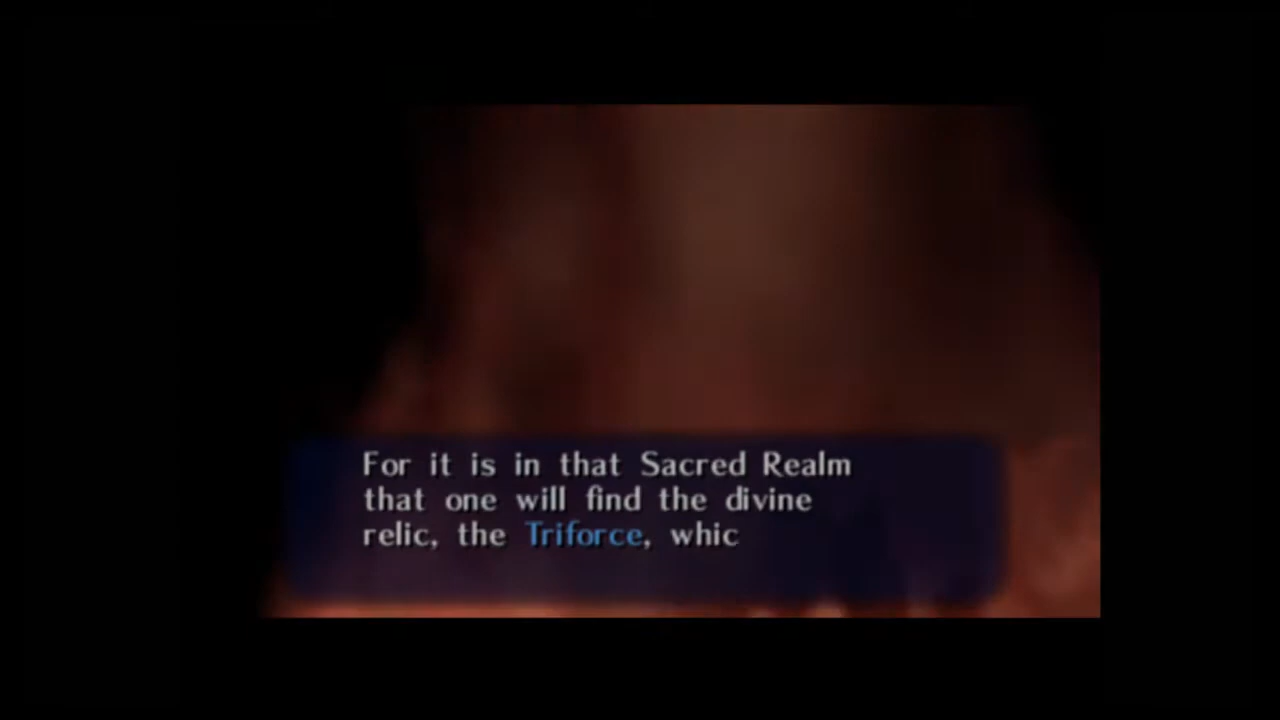 For it is in that Sacred Realm
that one will find the divine
relic, the Triforce, whic